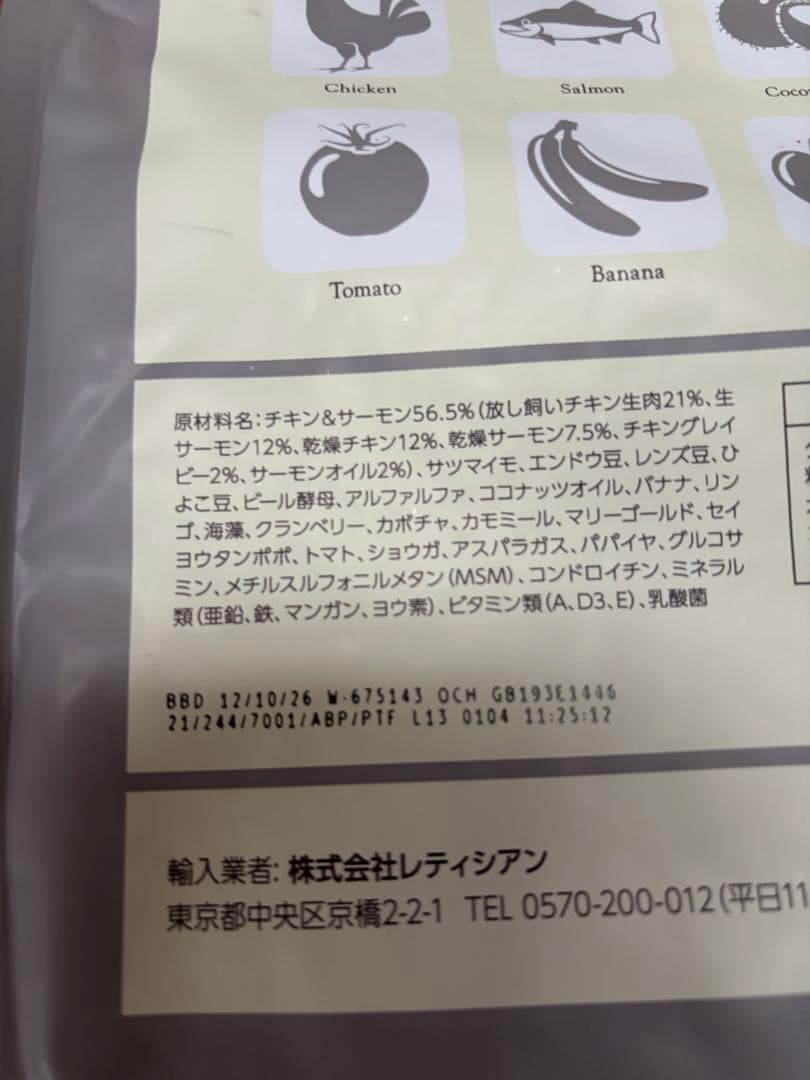 Chicken
Salmon
Tomato
Banana
原材料名:チキン&サーモン56.5%(放し飼いチキン生肉21%、生
サーモン12%、乾燥チキン12%、乾燥サーモン7.5%、チキングレイ
ビー2%、サーモンオイル2%)、サツマイモ、エンドウ豆、レンズ豆、ひ
よこ豆、ビール酵母、アルファルファ、ココナッツオイル、バナナ、リン
ゴ、海藻、クランベリー、カボチャ、カモミール、マリーゴールド、セイ
ヨウタンポポ、トマト、ショウガ、アスパラガス、パパイヤ、グルコサ
ミン、メチルスルフォニルメタン(MSM)、コンドロイチン、ミネラル
類(亜鉛、鉄、マンガン、ヨウ素)、ビタミン類(A、D3、E)、乳酸菌
BBD 12/10/26 W-675143 OCH GB193E1446
21/244/7001/ABP/PTF L13 0104 11:25:12
輸入業者: 株式会社レティシアン
東京都中央区京橋2-2-1 TEL 0570-200-012(平日11